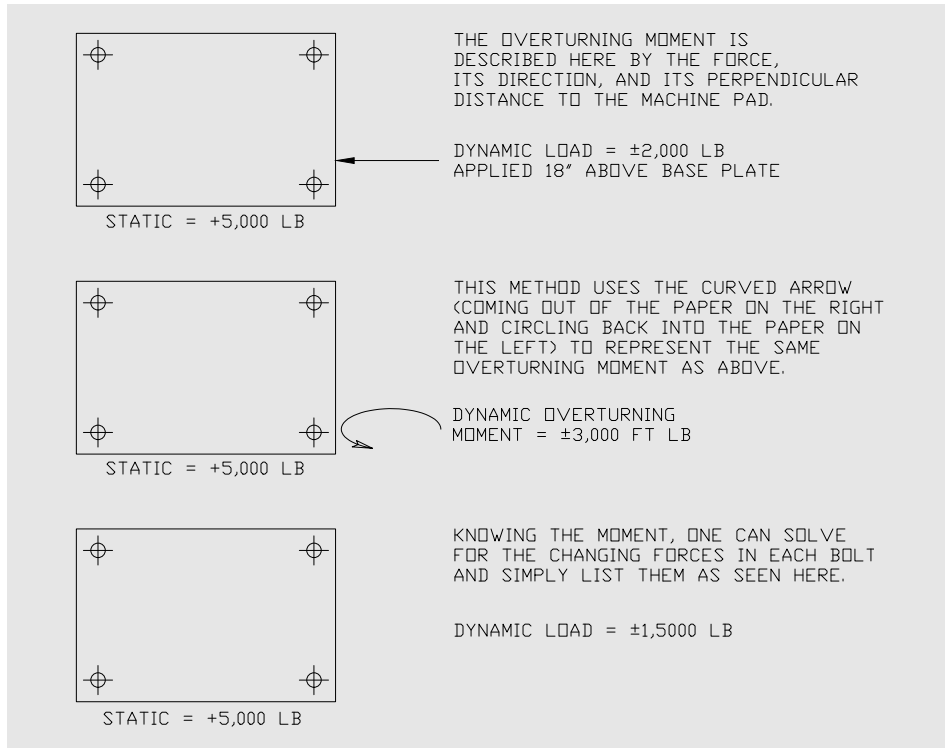 THE OVERTURNING MOMENT IS
DESCRIBED HERE BY THE FORCE,
ITS DIRECTION, AND ITS PERPENDICULAR
DISTANCE TO THE MACHINE PAD.
DYNAMIC LOAD = ±2,000 LB
APPLIED 18" ABOVE BASE PLATE
STATIC = +5,000 LB
THIS METHOD USES THE CURVED ARROW
(COMING OUT OF THE PAPER ON THE RIGHT
AND CIRCLING BACK INTO THE PAPER ON
THE LEFT) TO REPRESENT THE SAME
OVERTURNING MOMENT AS ABOVE.
DYNAMIC OVERTURNING
MOMENT = ±3,000 FT LB
STATIC = +5,000 LB
KNOWING THE MOMENT, ONE CAN SOLVE
FOR THE CHANGING FORCES IN EACH BOLT
AND SIMPLY LIST THEM AS SEEN HERE.
DYNAMIC LOAD = ±1,5000 LB
STATIC = +5,000 LB